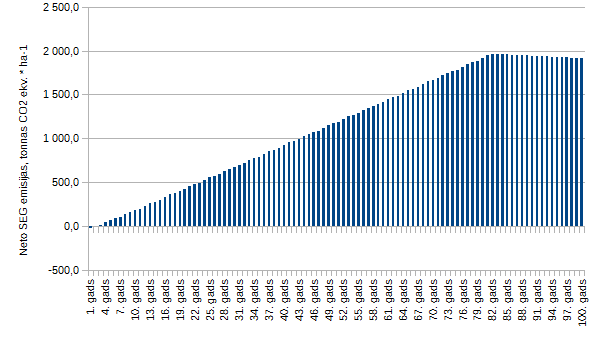 2 500,0
2 000,0
1 500,0
1 000,0
500,0
0,0
-500,0
Neto SEG emisijas, tonnas CO2 ekv. * ha-1
1. gads
4. gads
7. gads
10. gads
13. gads
16. gads
19. gads
22. gads
25. gads
28. gads
31. gads
34. gads
37. gads
40. gads
43. gads
46. gads
49. gads
52. gads
55. gads
58. gads
61. gads
64. gads
67. gads
70. gads
73. gads
76. gads
79. gads
82. gads
85. gads
88. gads
91. gads
94. gads
97. gads
100. gads